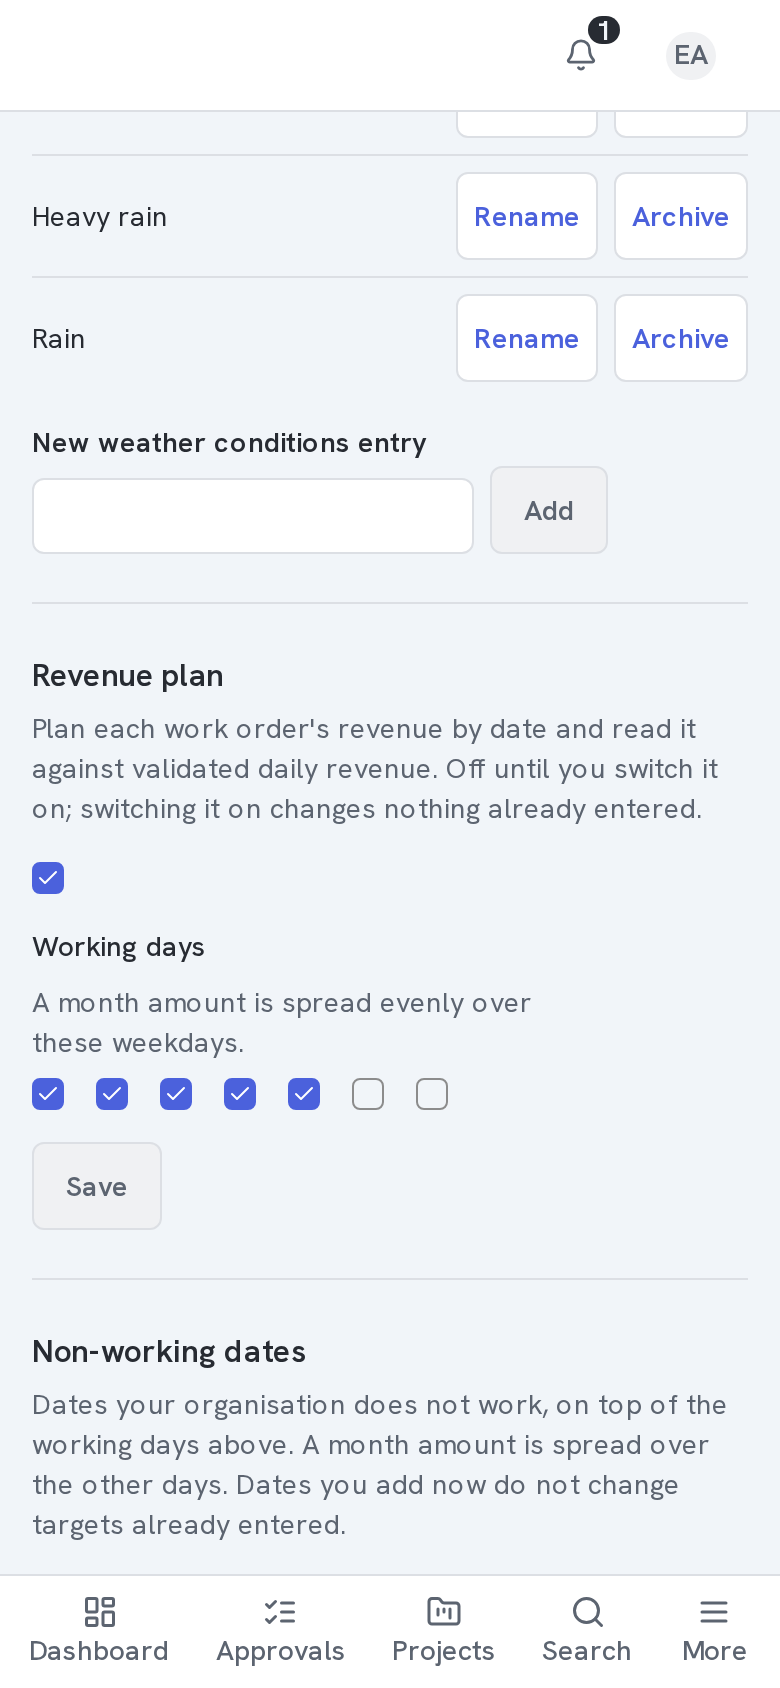 1
EA
Heavy rain
Rename
Archive
Rain
Rename
Archive
New weather conditions entry
Add
Revenue plan
Plan each work order's revenue by date and read it
against validated daily revenue. Off until you switch it
on; switching it on changes nothing already entered.
Working days
A month amount is spread evenly over
these weekdays.
Save
Non-working dates
Dates your organisation does not work, on top of the
working days above. A month amount is spread over
the other days. Dates you add now do not change
targets already entered.
Dashboard
Approvals
Projects
Search
More